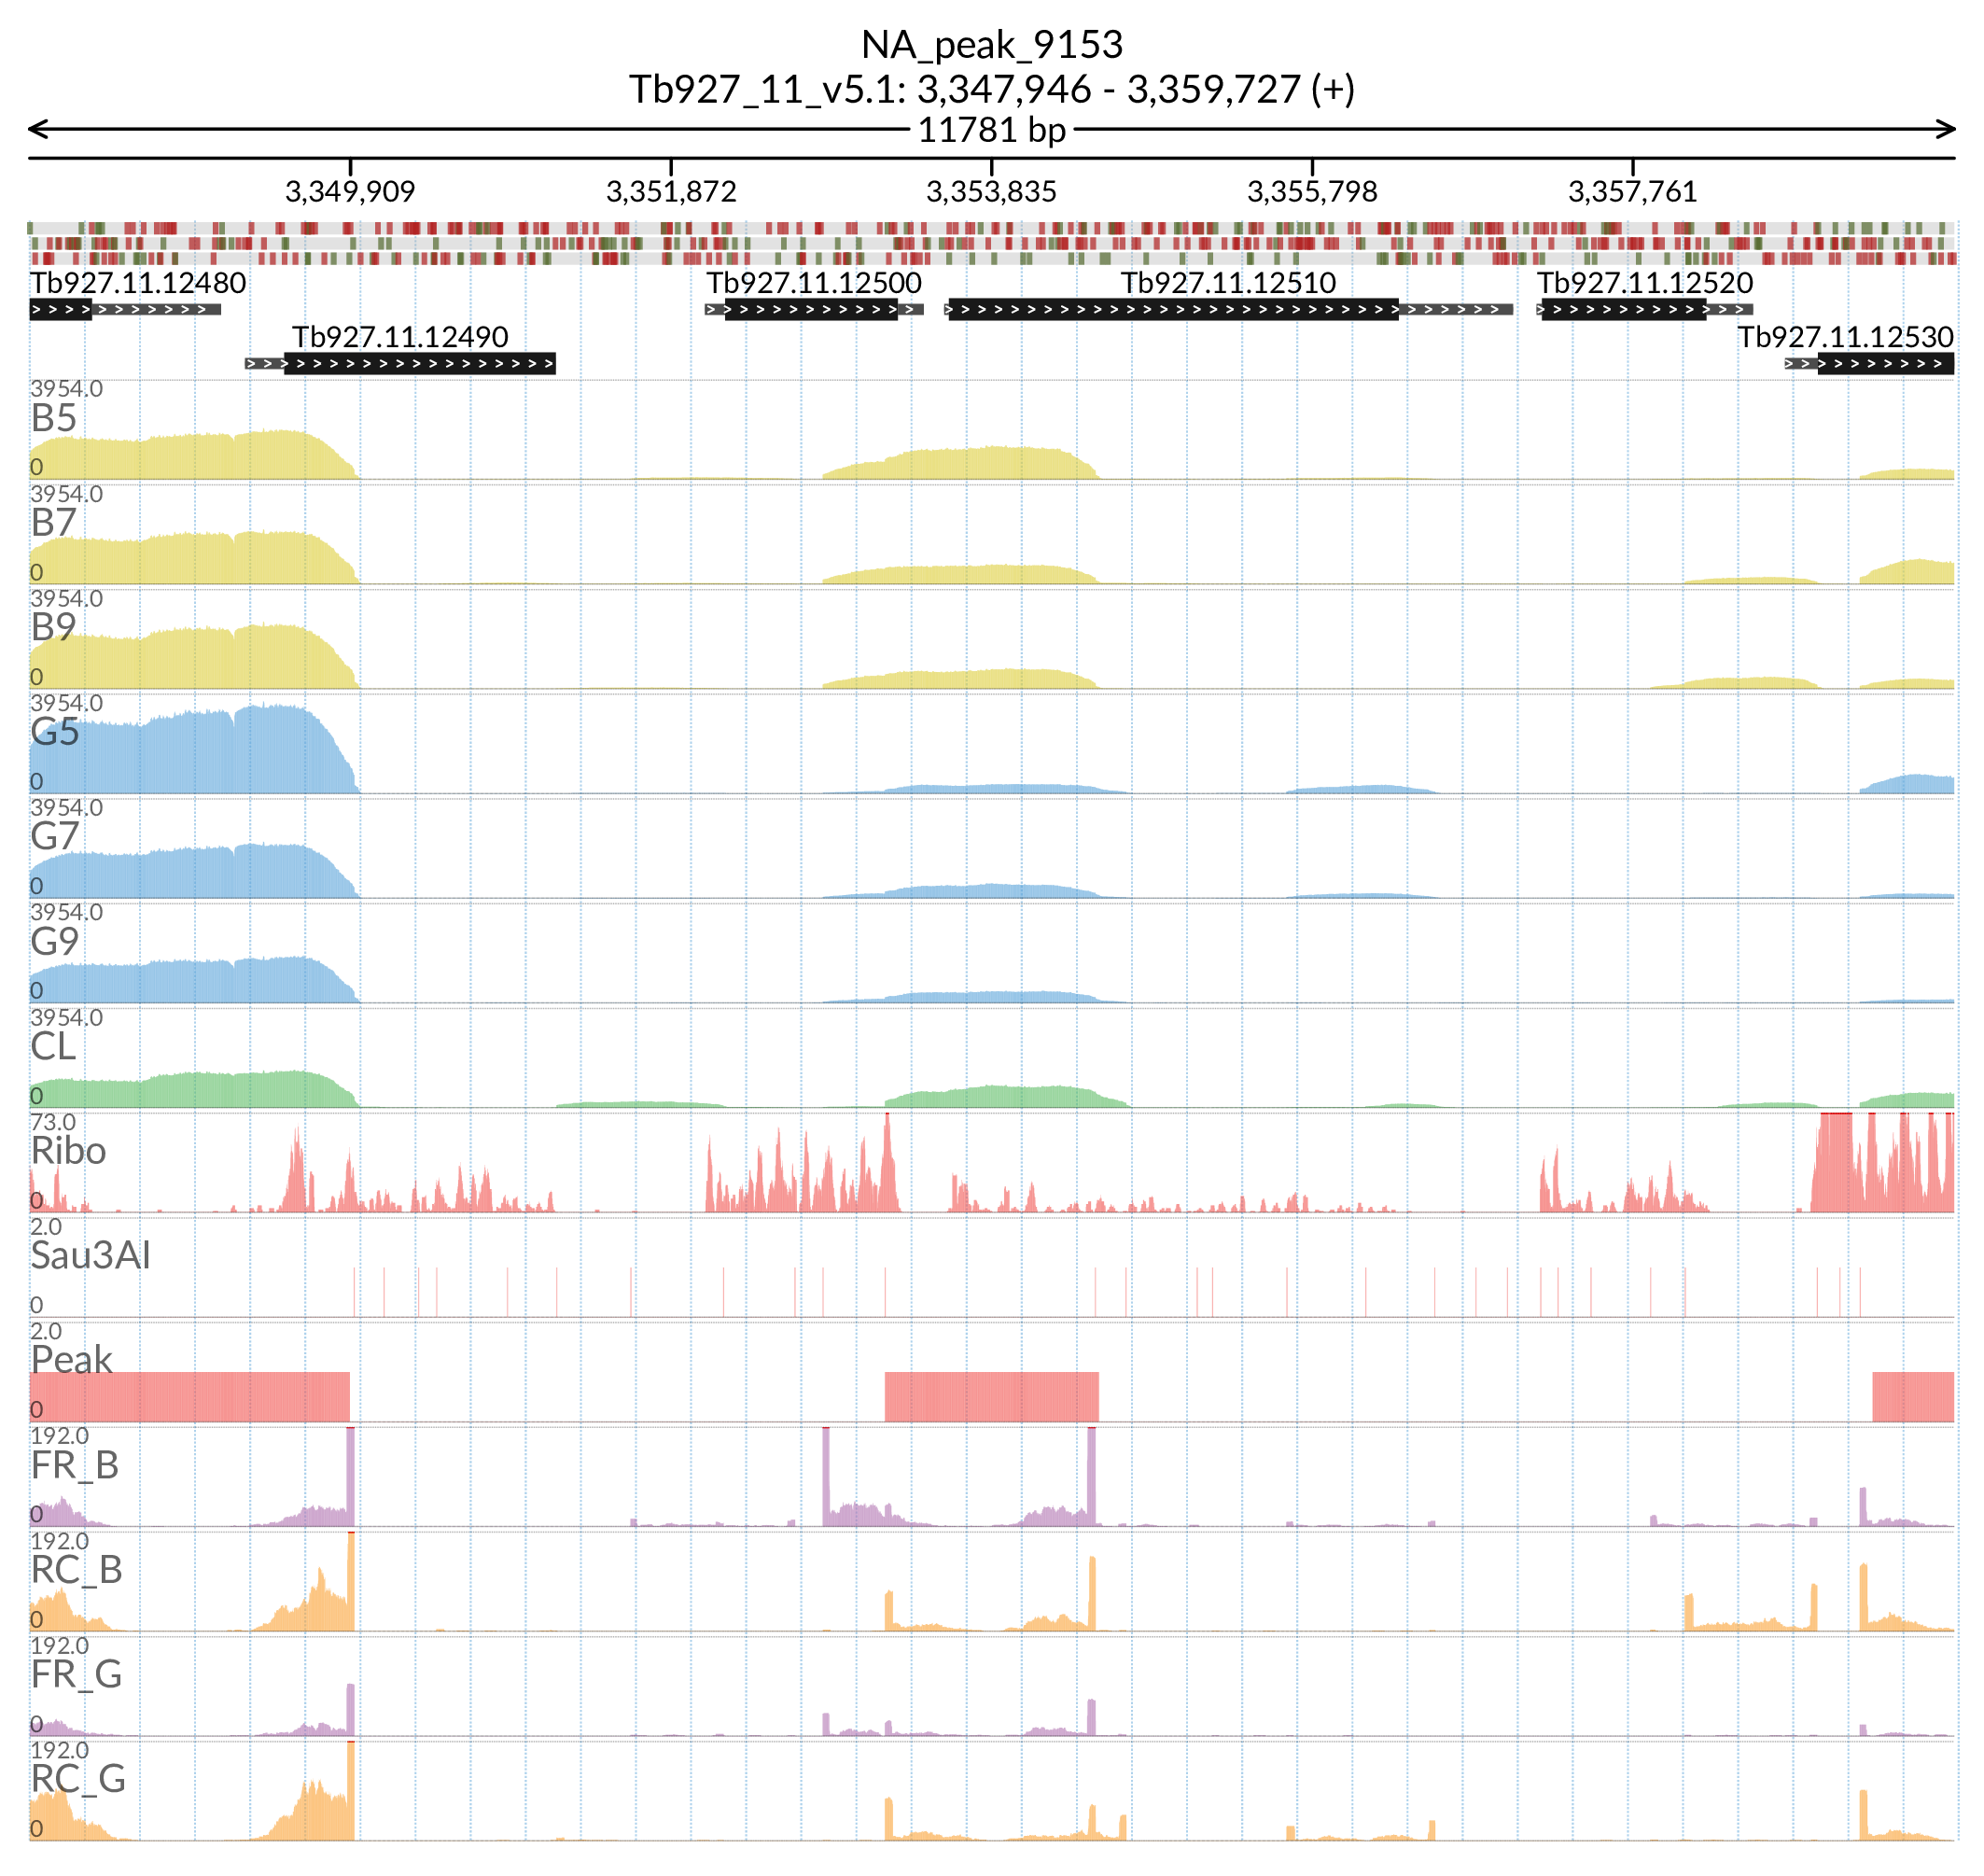 NA_peak_9153
Tb927_11_v5.1: 3,347,946 - 3,359,727 (+)
11781 bp
3,349,909 3,351,872 3,353,835 3,355,798 3,357,761
Tb927.11.12480 Tb927.11.12500 Tb927.11.12510 Tb927.11.12520
Tb927.11.12490 Tb927.11.12530
3954.0
B5
0
3954.0
B7
0
3954.0
B9
0
3954.0
G5
0
3954.0
G7
0
3954.0
G9
0
3954.0
CL
0
73.0
Ribo
0
2.0
Sau3AI
0
2.0
Peak
0
192.0
FR_B
0
192.0
RC_B
0
192.0
FR_G
0
192.0
RC_G
0